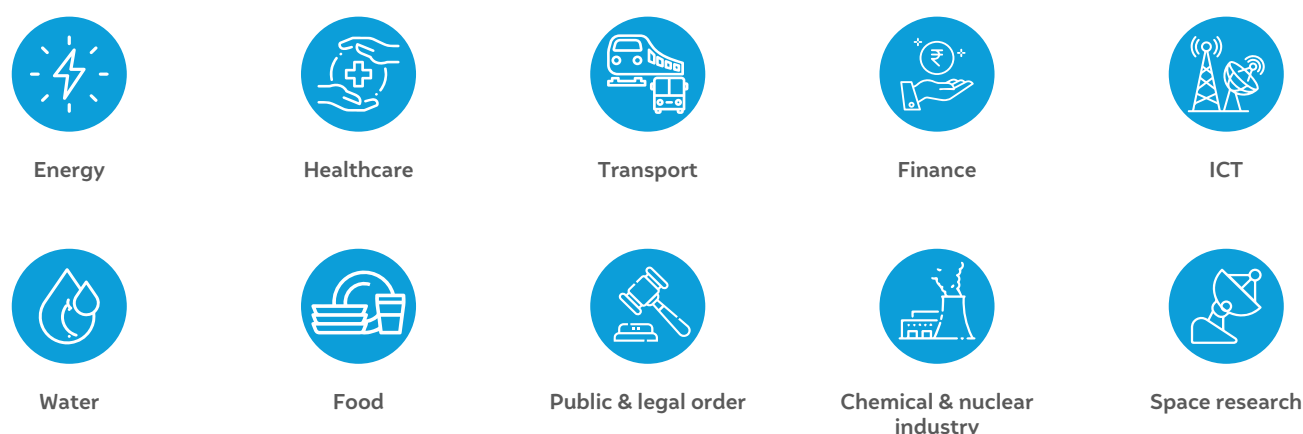 Energy
Healthcare
Transport
₹
Finance
ICT
Water
Food
Public & legal order
Chemical & nuclear
industry
Space research